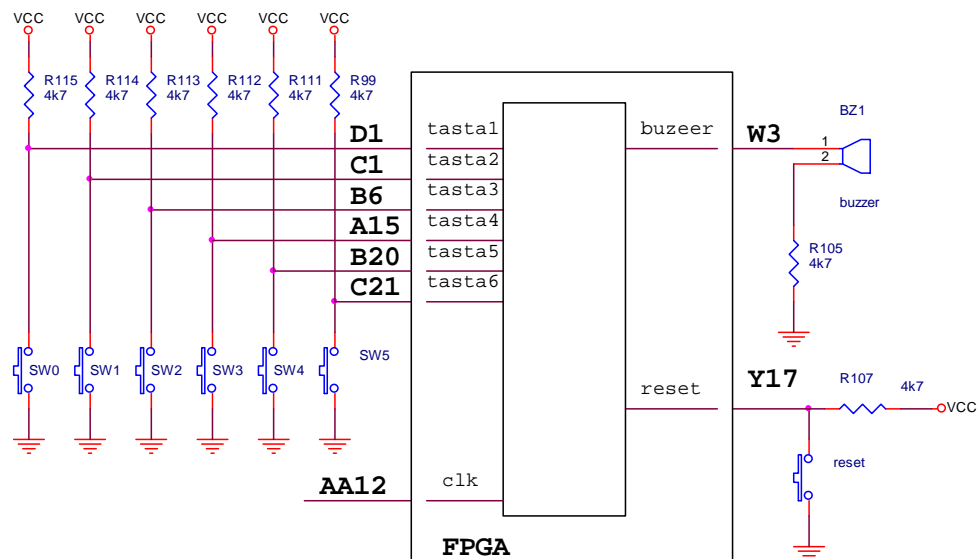 VCC VCC VCC VCC VCC VCC
R115 R114 R113 R112 R111 R99
4k7 4k7 4k7 4k7 4k7 4k7
D1 tasta1
C1 tasta2
B6 tasta3
A15 tasta4
B20 tasta5
C21 tasta6
buzeer W3
BZ1
1
2
buzzer
R105
4k7
SW0 SW1 SW2 SW3 SW4 SW5
reset Y17
R107 4k7
VCC
reset
AA12 clk
FPGA